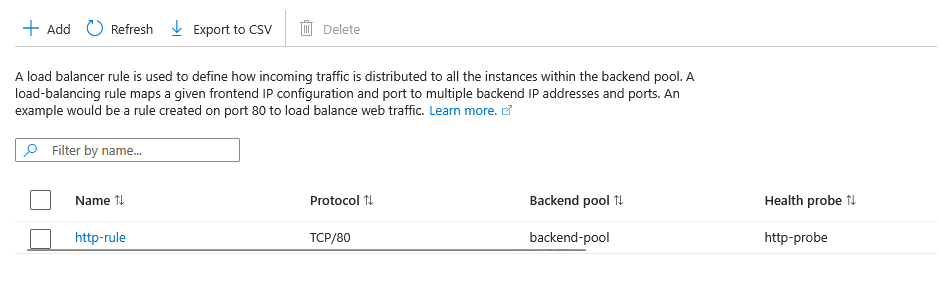 Add Refresh Export to CSV Delete
A load balancer rule is used to define how incoming traffic is distributed to all the instances within the backend pool. A
load-balancing rule maps a given frontend IP configuration and port to multiple backend IP addresses and ports. An
example would be a rule created on port 80 to load balance web traffic. Learn more.
Filter by name...
Name Protocol Backend pool Health probe
http-rule TCP/80 backend-pool http-probe